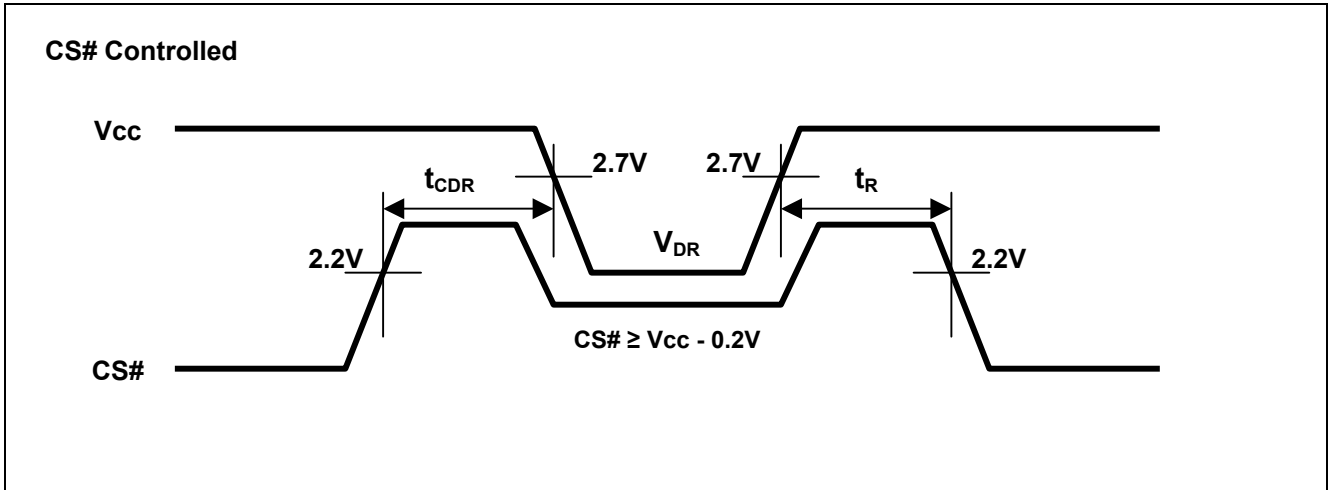 CS# Controlled
Vcc
2.7V 2.7V
tCDR tR
VDR
2.2V 2.2V
CS# ≥ Vcc - 0.2V
CS#